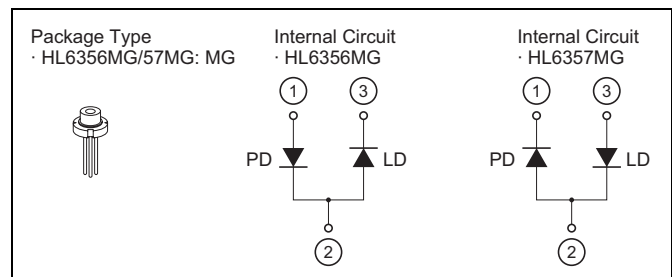 Package Type
· HL6356MG/57MG: MG
Internal Circuit
· HL6356MG
1
3
PD
LD
2
Internal Circuit
· HL6357MG
1
3
PD
LD
2